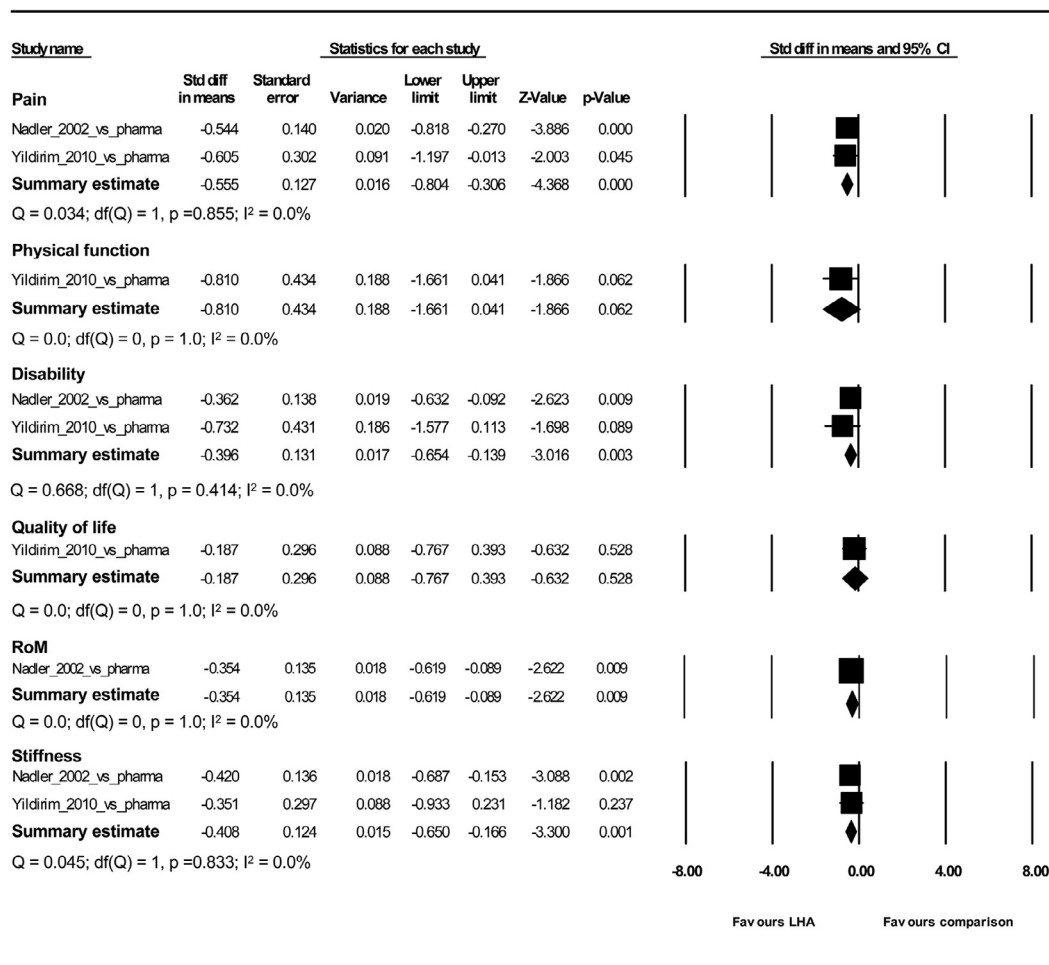 Study name Statistics for each study Std diff in means and 95% CI
Std diff Standard Lower Upper
Pain in means error Variance limit limit Z-Value p-Value
Nadler_2002_vs_pharma -0.544 0.140 0.020 -0.818 -0.270 -3.886 0.000
Yildirim_2010_vs_pharma -0.605 0.302 0.091 -1.197 -0.013 -2.003 0.045
Summary estimate -0.555 0.127 0.016 -0.804 -0.306 -4.368 0.000
Q = 0.034; df(Q) = 1, p =0.855; I² = 0.0%
Physical function
Yildirim_2010_vs_pharma -0.810 0.434 0.188 -1.661 0.041 -1.866 0.062
Summary estimate -0.810 0.434 0.188 -1.661 0.041 -1.866 0.062
Q = 0.0; df(Q) = 0, p = 1.0; I² = 0.0%
Disability
Nadler_2002_vs_pharma -0.362 0.138 0.019 -0.632 -0.092 -2.623 0.009
Yildirim_2010_vs_pharma -0.732 0.431 0.186 -1.577 0.113 -1.698 0.089
Summary estimate -0.396 0.131 0.017 -0.654 -0.139 -3.016 0.003
Q = 0.668; df(Q) = 1, p = 0.414; I² = 0.0%
Quality of life
Yildirim_2010_vs_pharma -0.187 0.296 0.088 -0.767 0.393 -0.632 0.528
Summary estimate -0.187 0.296 0.088 -0.767 0.393 -0.632 0.528
Q = 0.0; df(Q) = 0, p = 1.0; I² = 0.0%
RoM
Nadler_2002_vs_pharma -0.354 0.135 0.018 -0.619 -0.089 -2.622 0.009
Summary estimate -0.354 0.135 0.018 -0.619 -0.089 -2.622 0.009
Q = 0.0; df(Q) = 0, p = 1.0; I² = 0.0%
Stiffness
Nadler_2002_vs_pharma -0.420 0.136 0.018 -0.687 -0.153 -3.088 0.002
Yildirim_2010_vs_pharma -0.351 0.297 0.088 -0.933 0.231 -1.182 0.237
Summary estimate -0.408 0.124 0.015 -0.650 -0.166 -3.300 0.001
Q = 0.045; df(Q) = 1, p =0.833; I² = 0.0%
-8.00 -4.00 0.00 4.00 8.00
Favours LHA Favours comparison